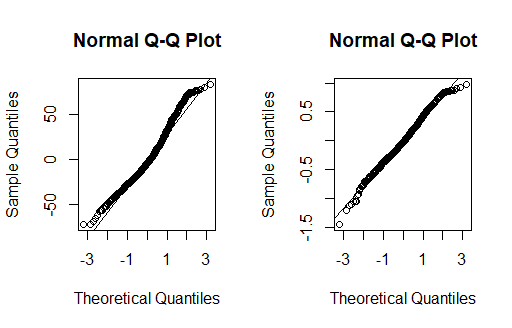 Normal Q-Q Plot
Sample Quantiles
50
0
-50
-3
-1
1
3
Theoretical Quantiles
Normal Q-Q Plot
Sample Quantiles
0.5
-0.5
-1.5
-3
-1
1
3
Theoretical Quantiles